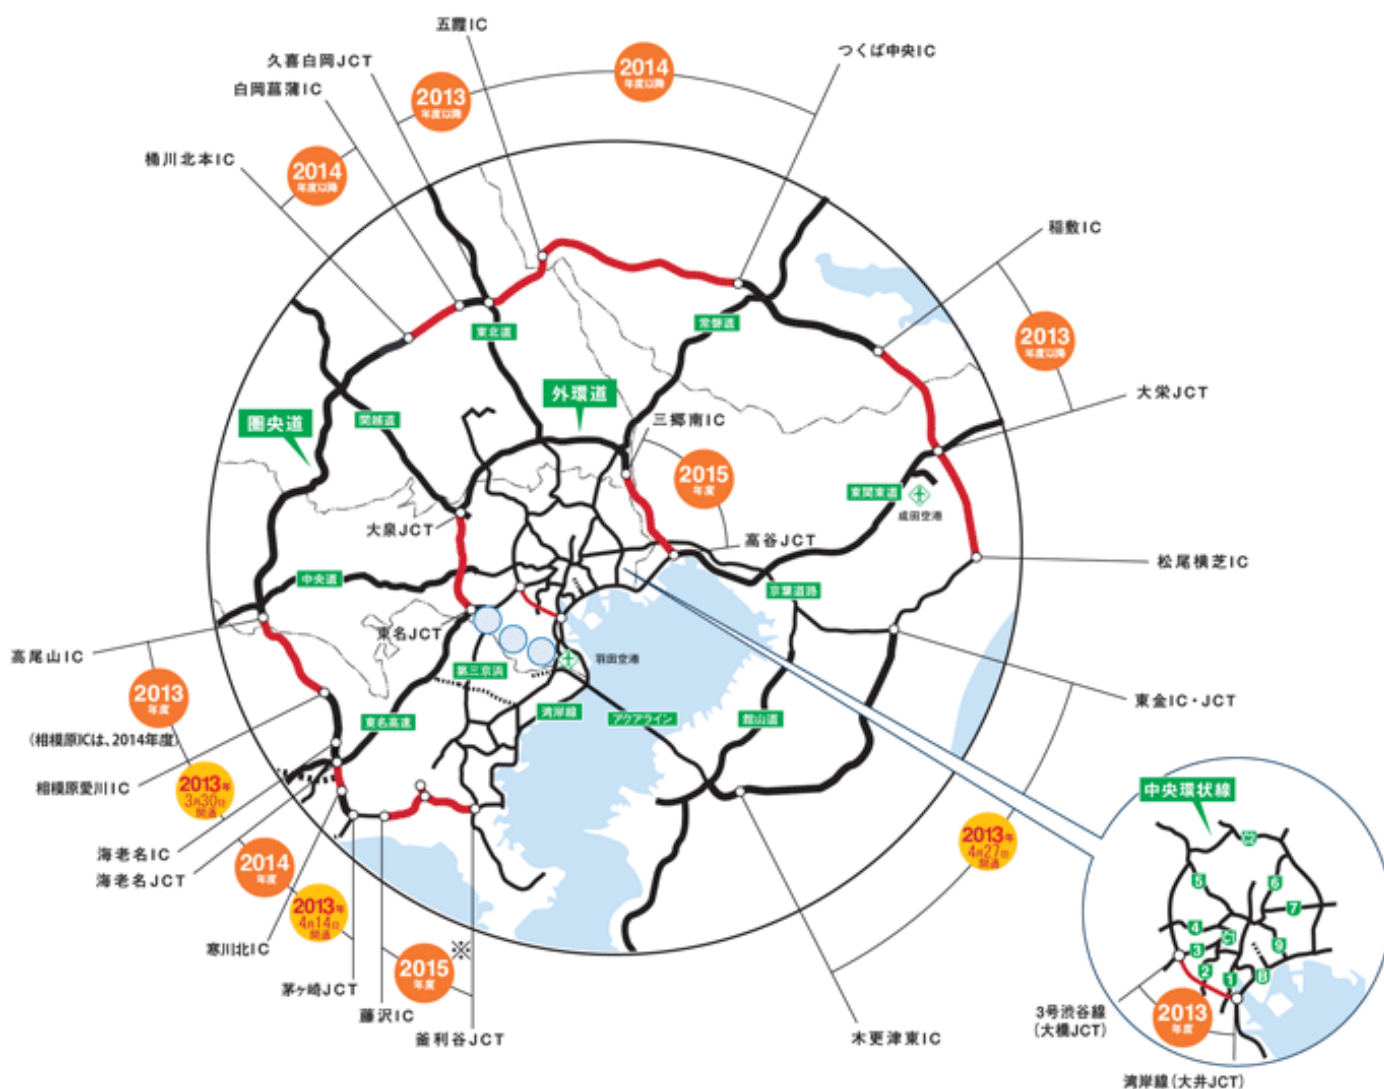 五霞IC
久喜白岡JCT
白岡菖蒲IC
桶川北本IC
2014
年度以降
2013
年度以降
2014
年度以降
つくば中央IC
稲敷IC
2013
年度以降
大栄JCT
東北道
常磐道
外環道
圏央道
関越道
三郷南IC
2015
年度
東関東道
成田空港
大泉JCT
高谷JCT
松尾横芝IC
中央道
京葉道路
東名JCT
羽田空港
高尾山IC
2013
年度
(相模原ICは、2014年度)
第三京浜
東名高速
湾岸線
アクアライン
館山道
東金IC・JCT
相模原愛川IC
2013年
3月30日
開通
海老名IC
海老名JCT
2014
年度
2013年
4月14日
開通
寒川北IC
茅ヶ崎JCT
藤沢IC
2015
年度
※
釜利谷JCT
2013年
4月27日
開通
木更津東IC
中央環状線
5
6
7
4
3
9
2
1
B
3号渋谷線
(大橋JCT)
2013
年度
湾岸線(大井JCT)